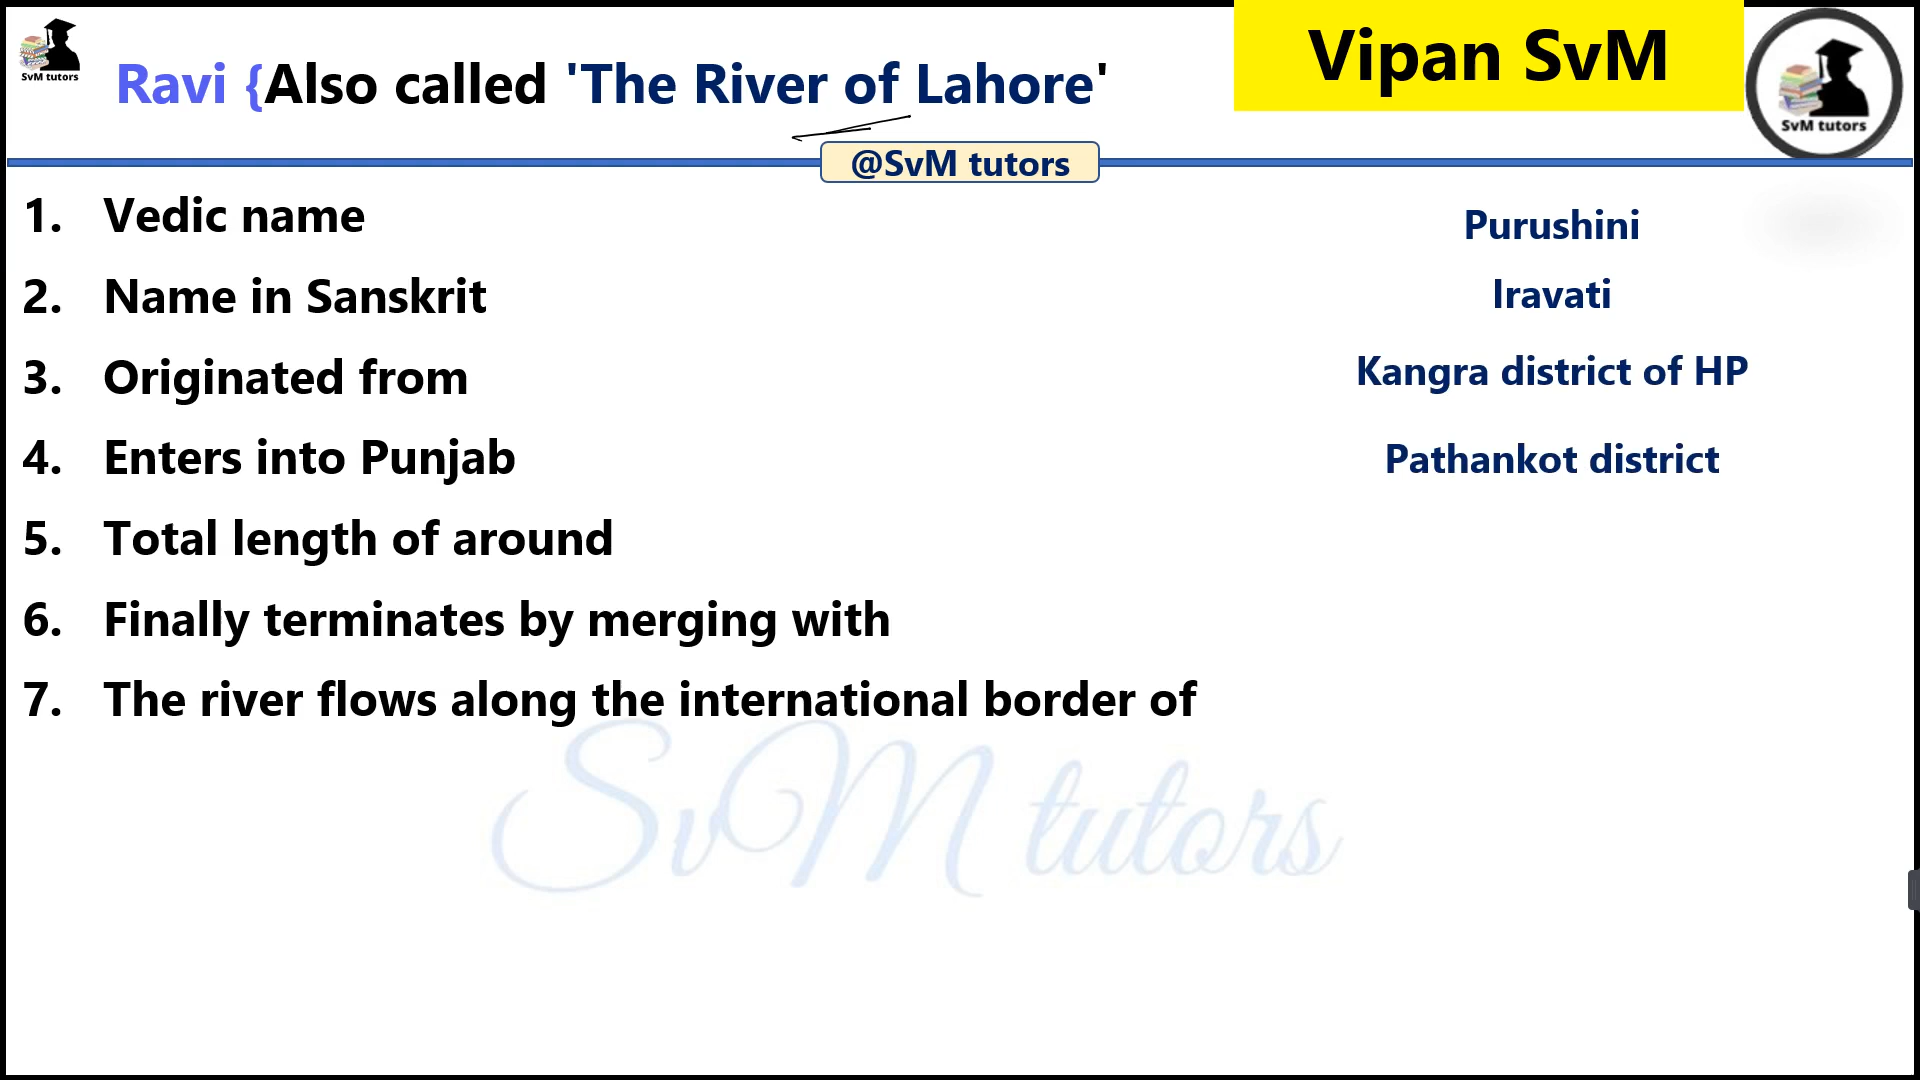 SvM tutors
Ravi {Also called 'The River of Lahore'
Vipan SvM
SvM tutors
@SvM tutors
1. Vedic name Purushini
2. Name in Sanskrit Iravati
3. Originated from Kangra district of HP
4. Enters into Punjab Pathankot district
5. Total length of around
6. Finally terminates by merging with
7. The river flows along the international border of
SvM tutors